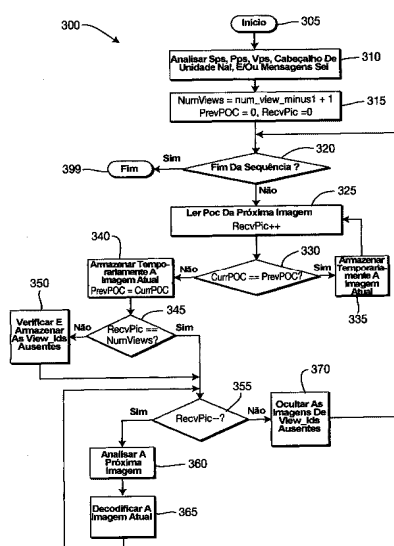 300
Início
305
Analisar Sps, Pps, Vps, Cabeçalho De
Unidade Nal, E/Ou Mensagens Sei
310
NumViews = num_view_minus1 + 1
PrevPOC = 0, RecvPic =0
315
320
Fim Da Sequência ?
Sim
Fim
399
Não
325
Ler Poc Da Próxima Imagem
RecvPic++
340
330
Armazenar Tempo-
rariamente A
Imagem Atual
PrevPOC = CurrPOC
Não
CurrPOC == PrevPOC?
Sim
Armazenar
Temporaria-
mente A
Imagem
Atual
335
350
345
Verificar E
Armazenar
As View_Ids
Ausentes
Não
RecvPic ==
NumViews?
Sim
370
355
Sim
RecvPic--?
Não
Ocultar As
Imagens De
View_Ids
Ausentes
Analisar A
Próxima
Imagem
360
Decodificar A
Imagem Atual
365